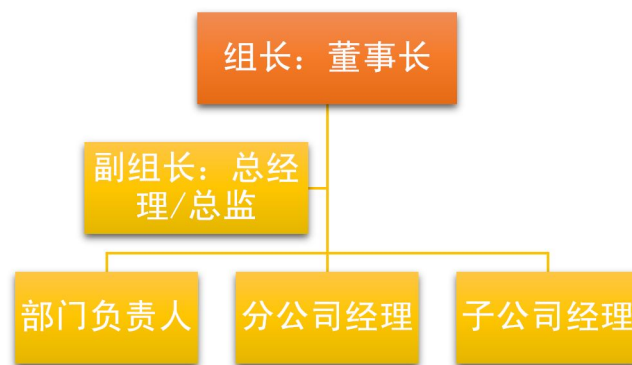 组长：董事长
副组长：总经
理/总监
部门负责人
分公司经理
子公司经理